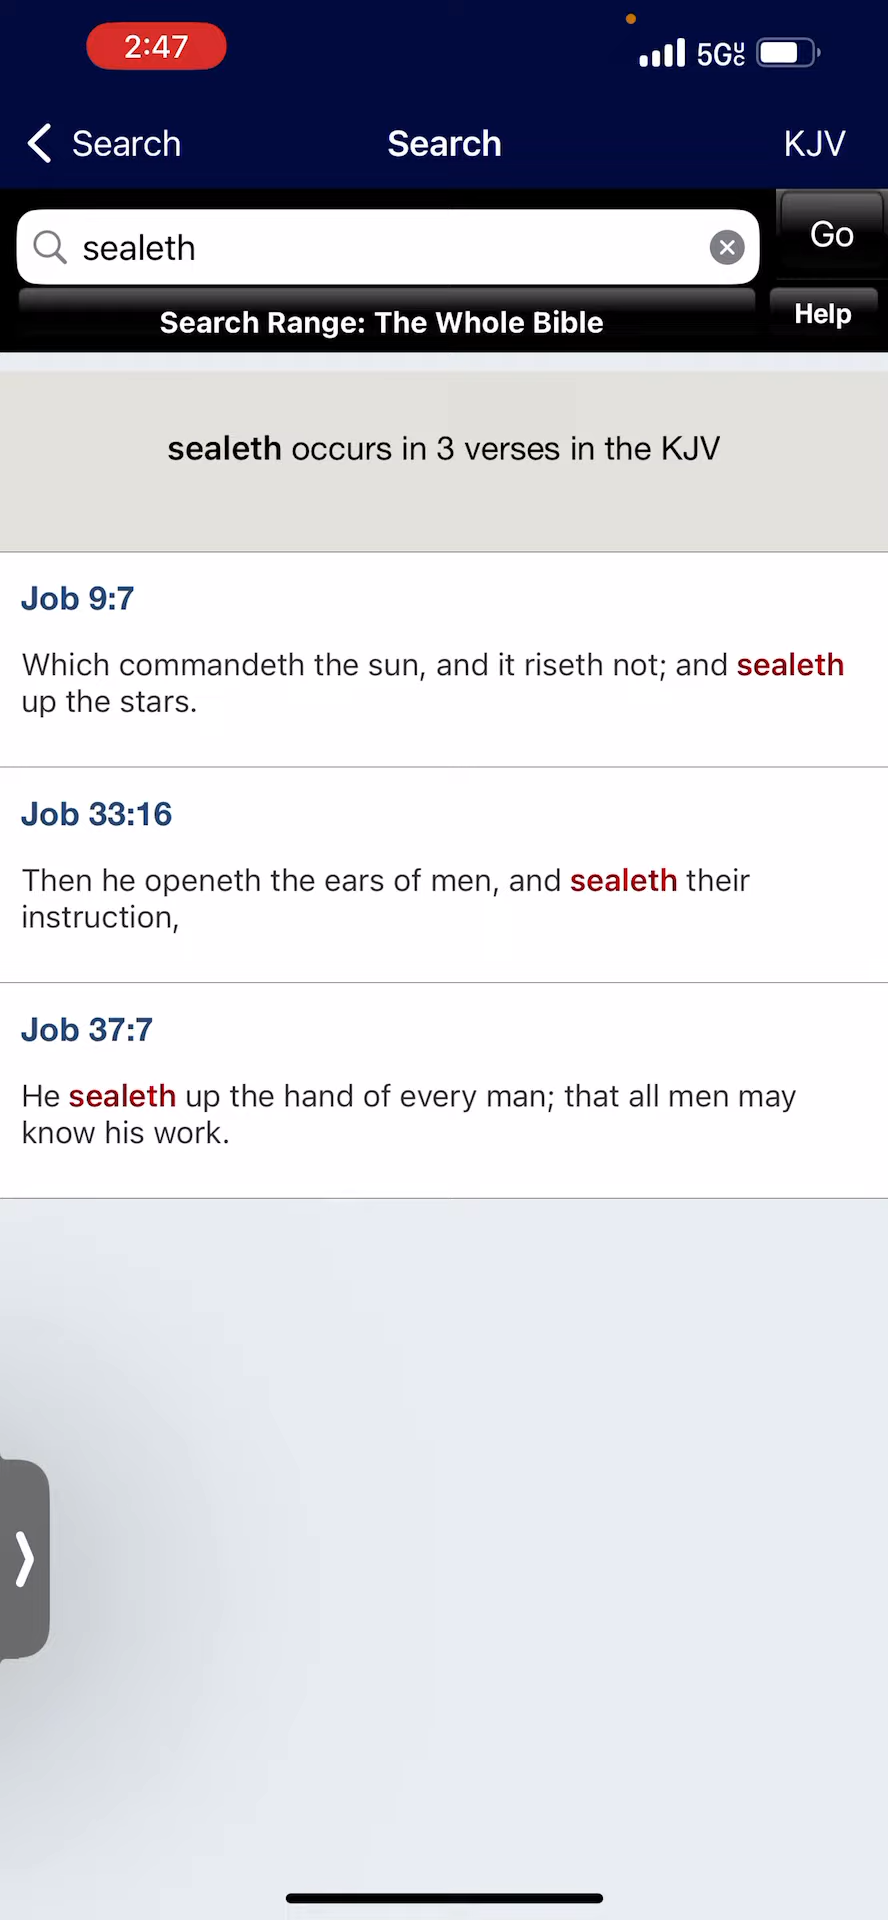 2:47
5G
Search
Search
KJV
sealeth
Go
Search Range: The Whole Bible
Help
sealeth occurs in 3 verses in the KJV
Job 9:7
Which commandeth the sun, and it riseth not; and sealeth
up the stars.
Job 33:16
Then he openeth the ears of men, and sealeth their
instruction,
Job 37:7
He sealeth up the hand of every man; that all men may
know his work.